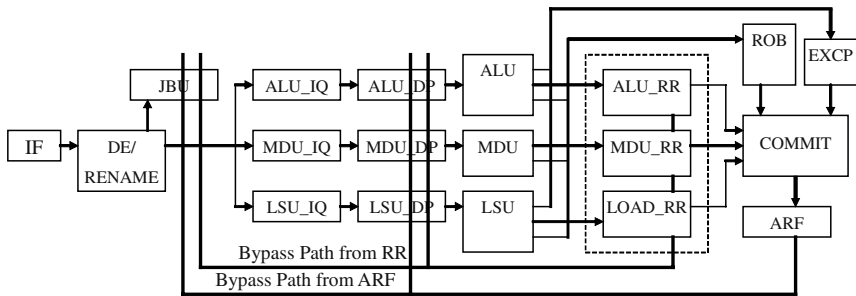 ROB
EXCP
JBU
ALU_IQ
ALU_DP
ALU
ALU_RR
IF
DE/
RENAME
MDU_IQ
MDU_DP
MDU
MDU_RR
COMMIT
LSU_IQ
LSU_DP
LSU
LOAD_RR
ARF
Bypass Path from RR
Bypass Path from ARF